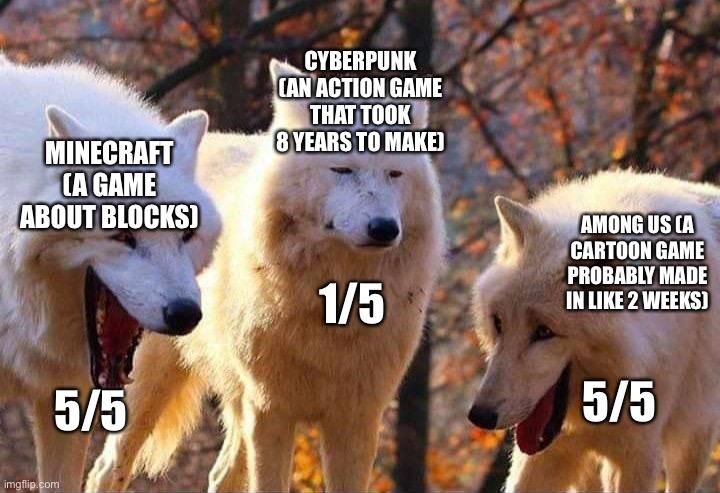 MINECRAFT
(A GAME
ABOUT BLOCKS)
5/5
CYBERPUNK
(AN ACTION GAME
THAT TOOK
8 YEARS TO MAKE)
1/5
AMONG US (A
CARTOON GAME
PROBABLY MADE
IN LIKE 2 WEEKS)
5/5
imgflip.com